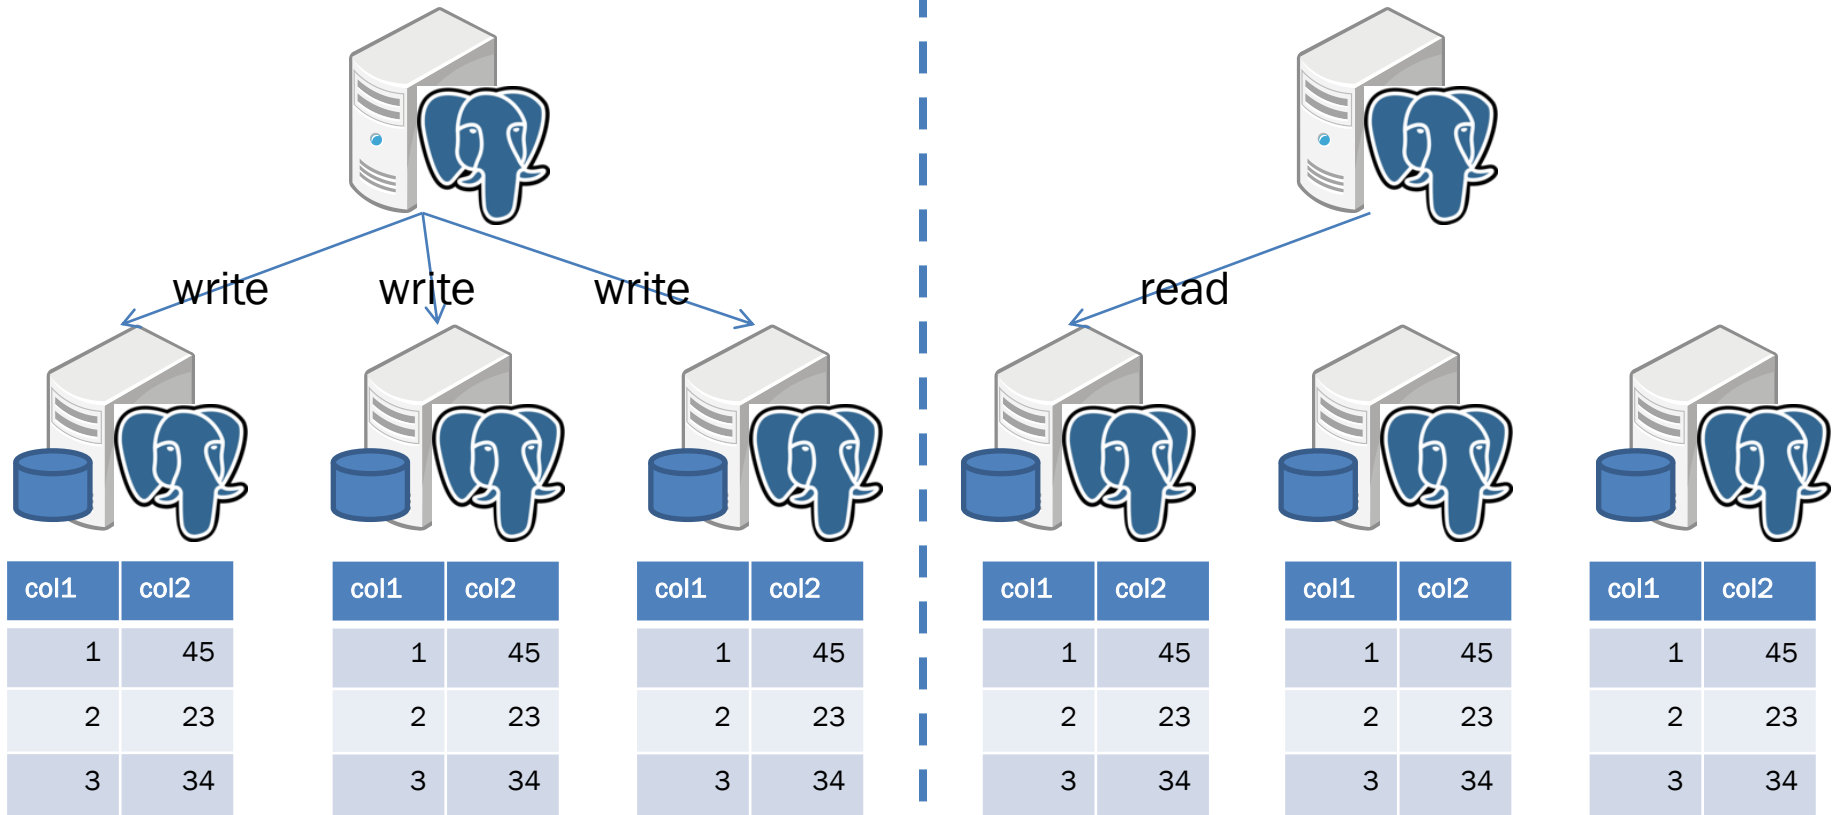 write write write read
col1 col2 col1 col2 col1 col2 col1 col2 col1 col2 col1 col2
1 45 1 45 1 45 1 45 1 45 1 45
2 23 2 23 2 23 2 23 2 23 2 23
3 34 3 34 3 34 3 34 3 34 3 34